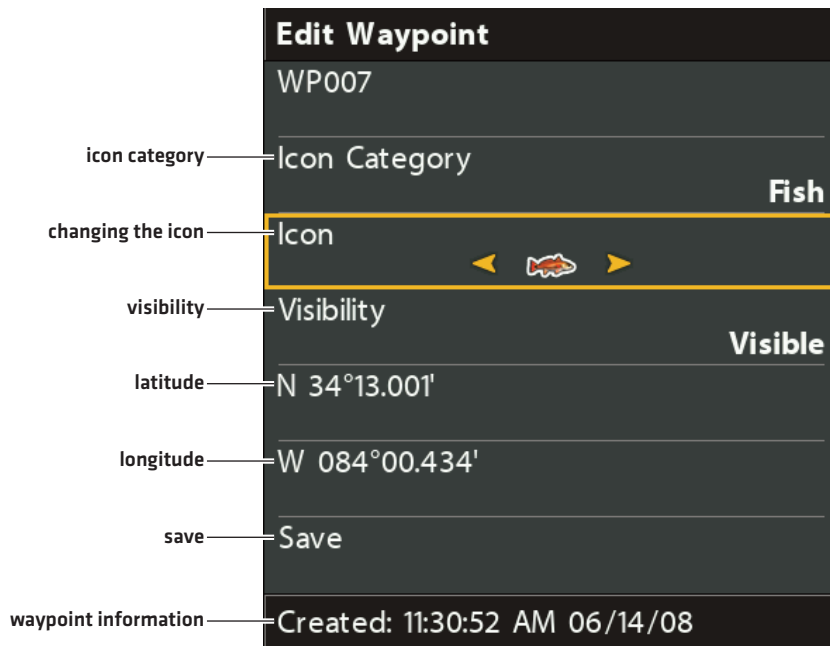 Edit Waypoint
WP007
icon category
Icon Category
Fish
changing the icon
Icon
visibility
Visibility
Visible
latitude
N 34°13.001'
longitude
W 084°00.434'
save
Save
waypoint information
Created: 11:30:52 AM 06/14/08